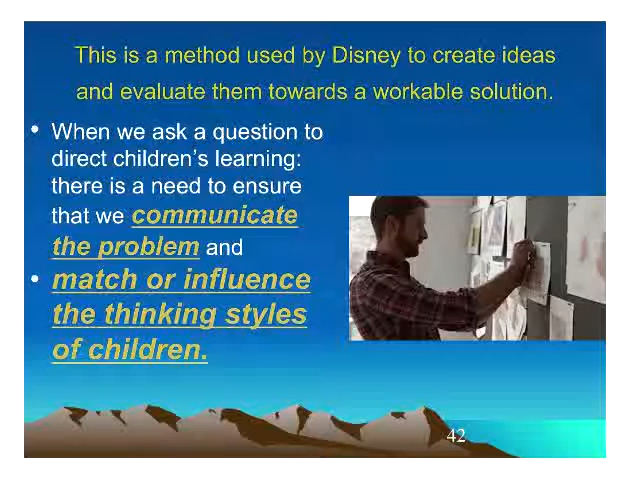 This is a method used by Disney to create ideas
and evaluate them towards a workable solution.
• When we ask a question to
direct children’s learning:
there is a need to ensure
that we communicate
the problem and
• match or influence
the thinking styles
of children.
42